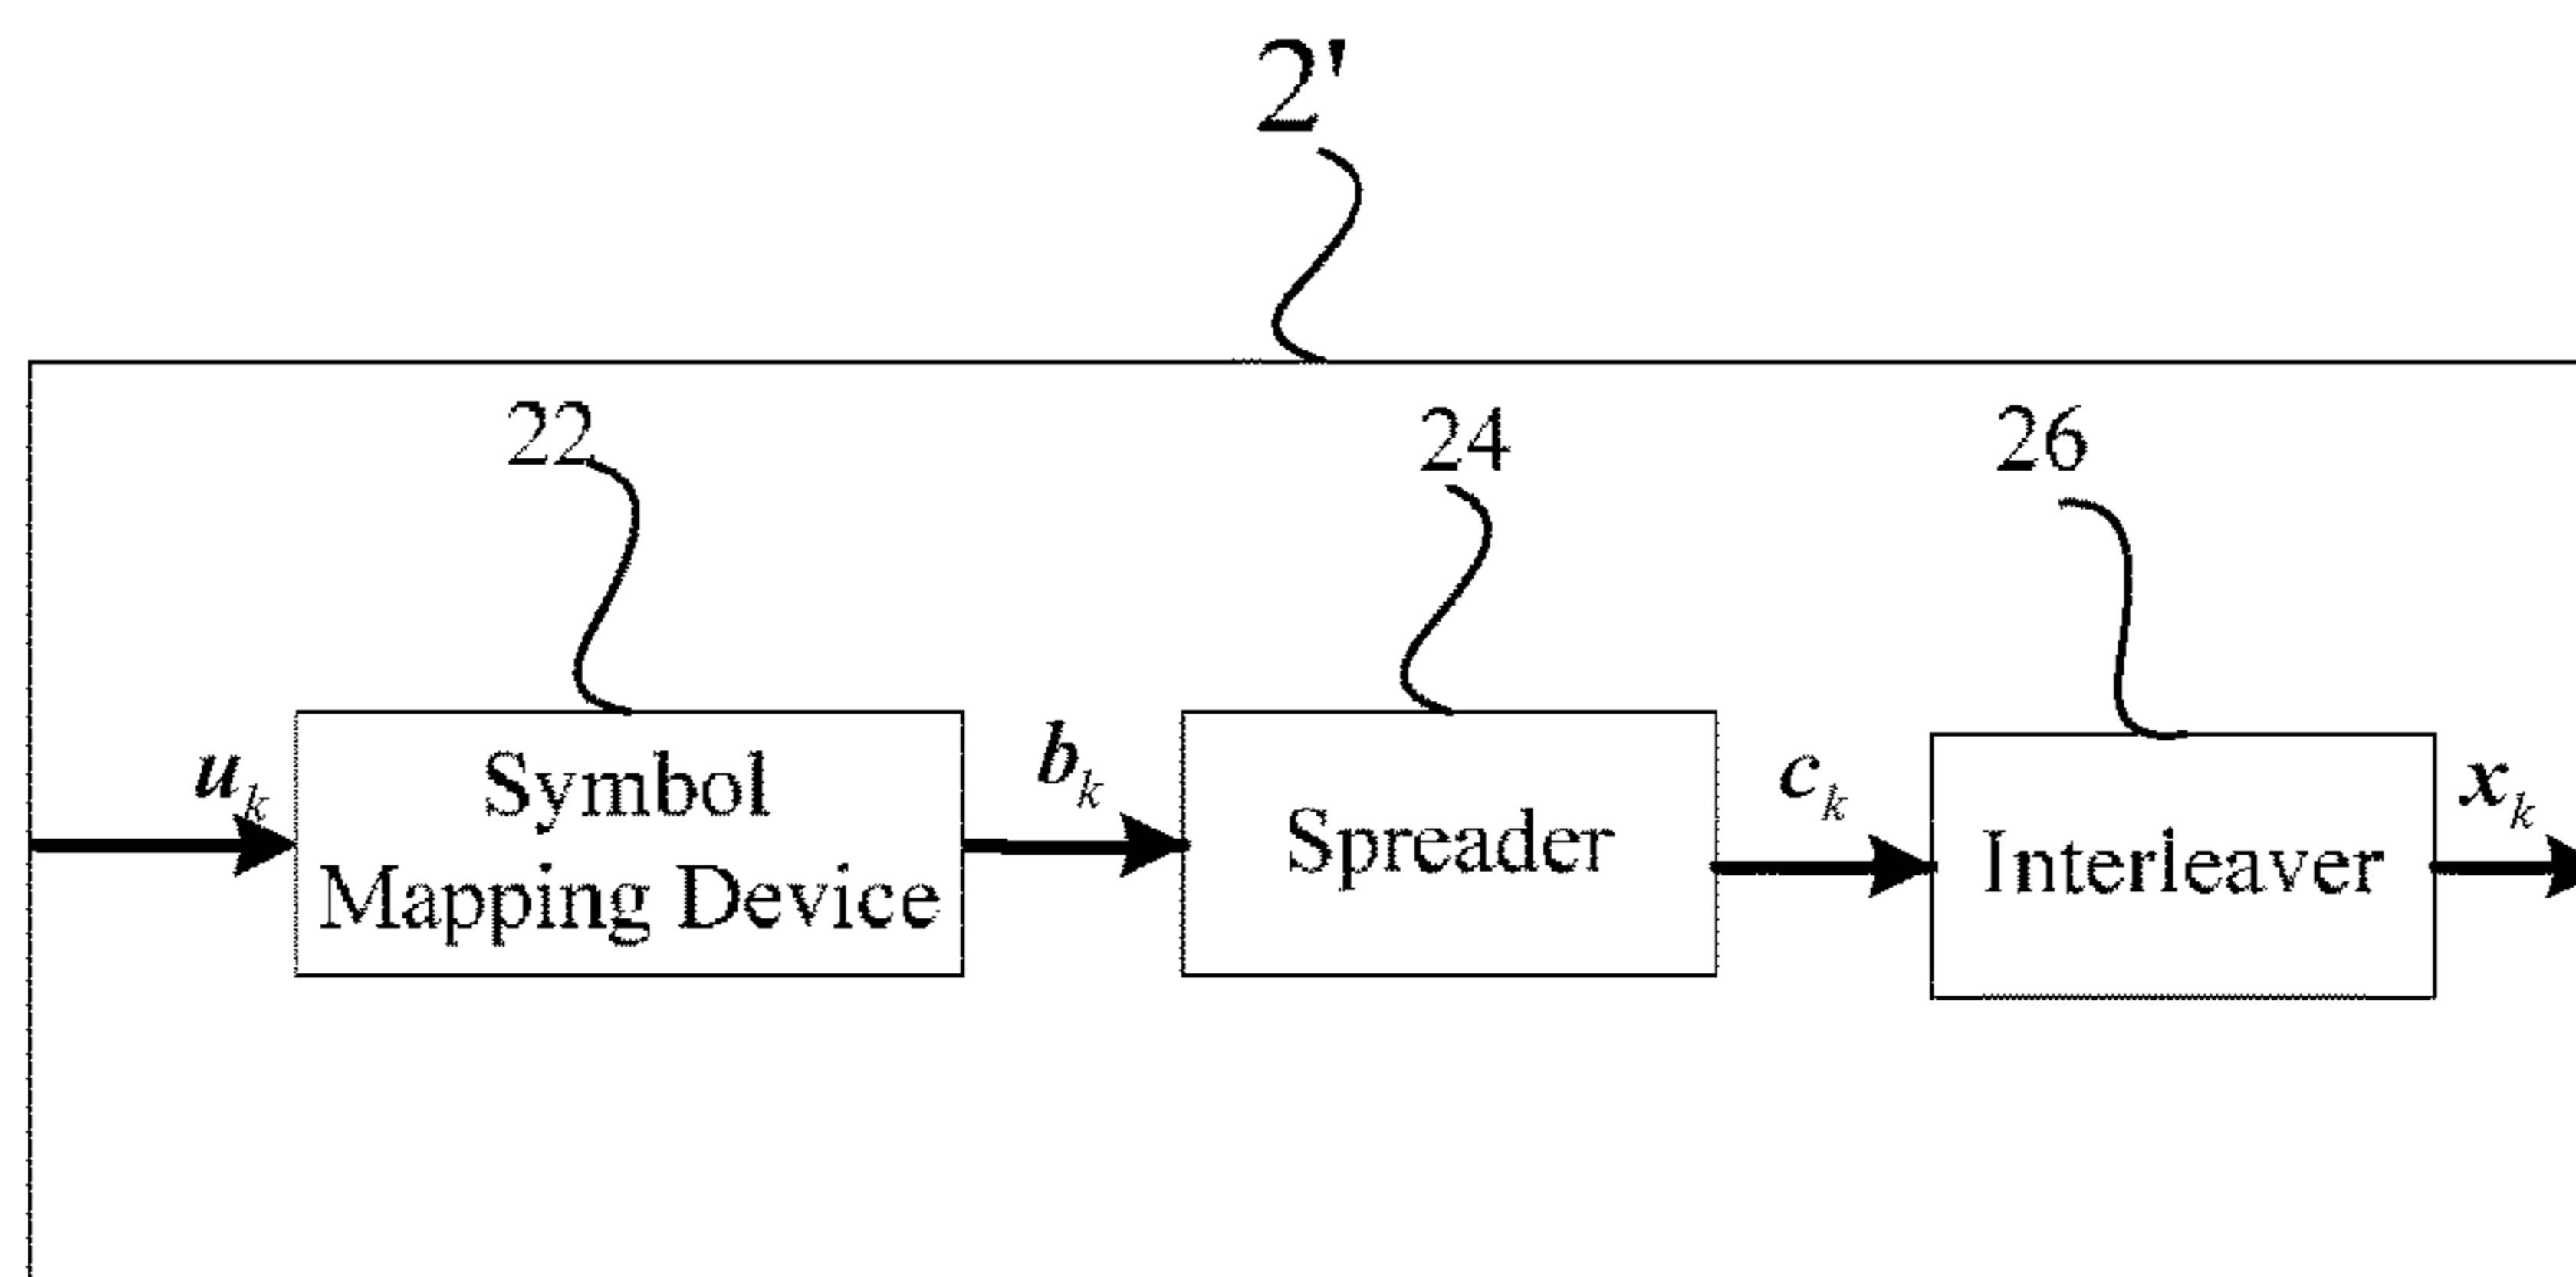 2'
22
24
26
u_k
Symbol
Mapping Device
b_k
Spreader
c_k
Interleaver
x_k